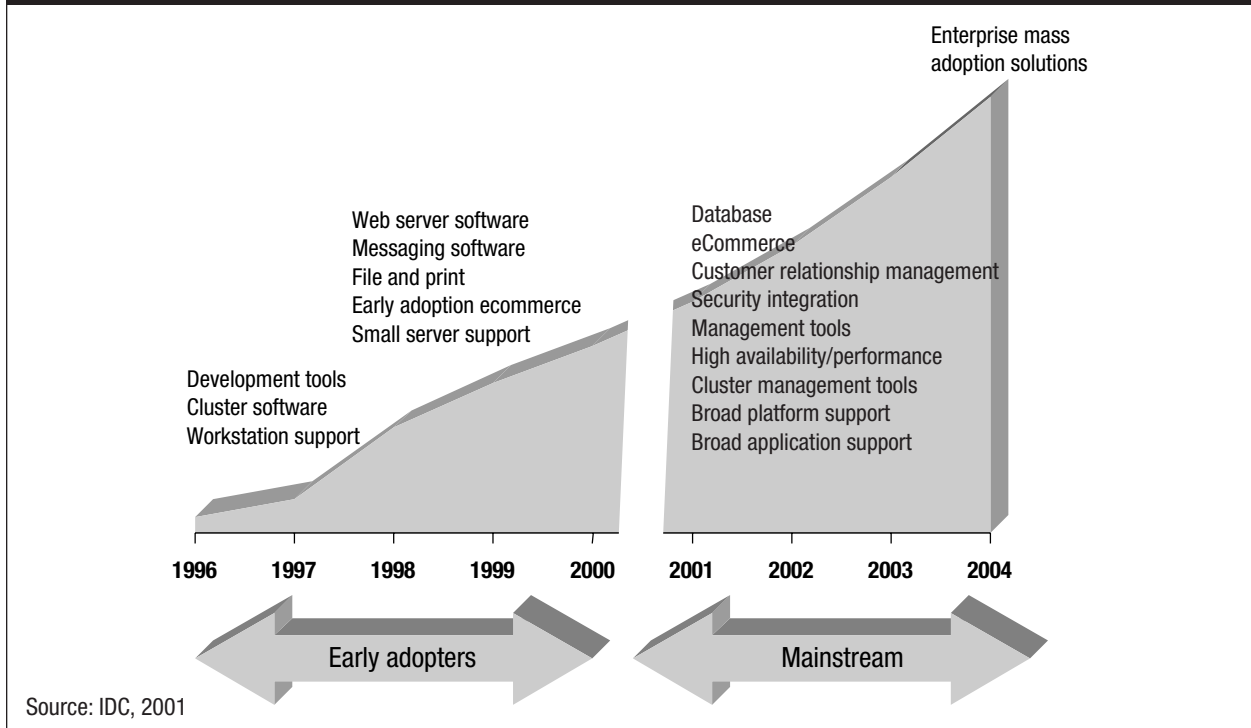 Enterprise mass
adoption solutions
Web server software
Messaging software
File and print
Early adoption ecommerce
Small server support
Database
eCommerce
Customer relationship management
Security integration
Management tools
High availability/performance
Cluster management tools
Broad platform support
Broad application support
Development tools
Cluster software
Workstation support
1996 1997 1998 1999 2000 2001 2002 2003 2004
Early adopters
Mainstream
Source: IDC, 2001